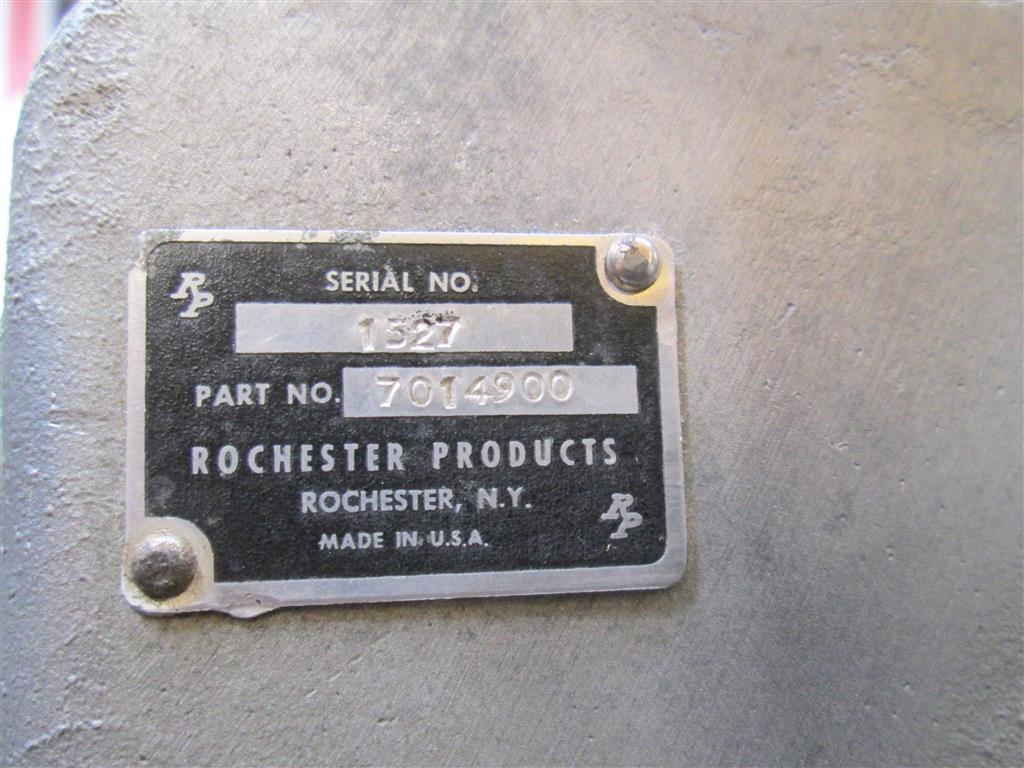 RP
SERIAL NO.
1527
PART NO. 7014900
ROCHESTER PRODUCTS
ROCHESTER, N.Y.
RP
MADE IN U.S.A.